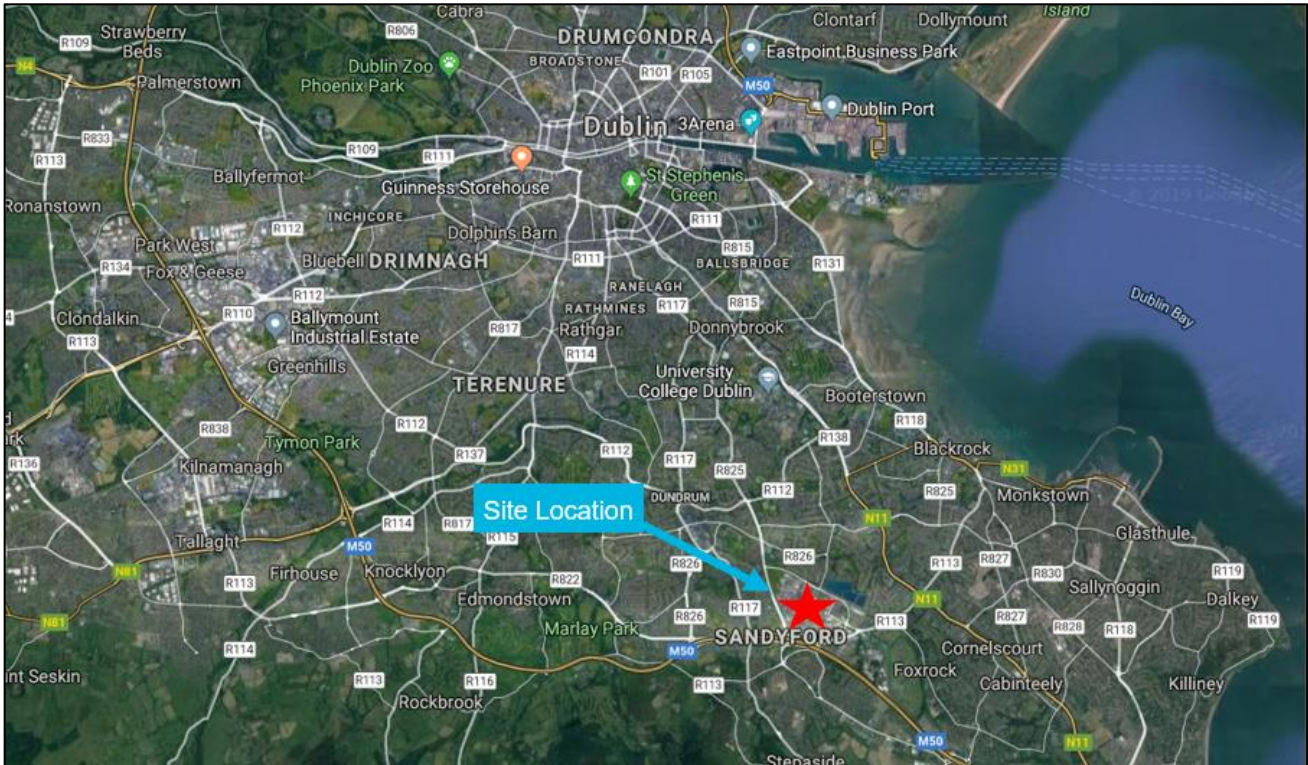 Cabra
Clontarf
Dollymount
Island
Strawberry
Beds
R109
R806
DRUMCONDRA
Eastpoint Business Park
N4
Dublin Zoo
Phoenix Park
BROADSTONE
R101
R105
Palmerstown
M50
Dublin Port
R833
Dublin
3Arena
R113
R109
R111
Guinness Storehouse
Ballyfermot
St Stephen's
Green
Ronanstown
INCHICORE
R111
R112
Dolphins Barn
Park West
R815
R134
Fox & Geese
Bluebell
DRIMNAGH
R111
BALLSBRIDGE
R131
R112
RANELAGH
R110
RATHMINES
R117
R815
Dublin Bay
Clondalkin
Ballymount
Industrial Estate
R817
Rathgar
Donnybrook
R113
R114
Greenhills
University
College Dublin
TERENURE
Booterstown
R838
R112
R118
Tymon Park
R138
R136
Kilnamanagh
R137
R112
R117
R825
Blackrock
N31
R112
R825
Monkstown
DUNDRUM
Site Location
R114
R817
N11
Tallaght
M50
R115
Glasthule
R826
R826
R113
R827
N81
Firhouse
Knocklyon
R822
R830
R119
R113
Sallynoggin
Edmondstown
R117
N11
Dalkey
N81
Marlay Park
R826
R113
R827
R828
R118
R119
SANDYFORD
R114
M50
Cornelscourt
int Seskin
R113
R116
R113
Foxrock
Cabinteely
Killiney
Rockbrook
M50
N11
Stepaside